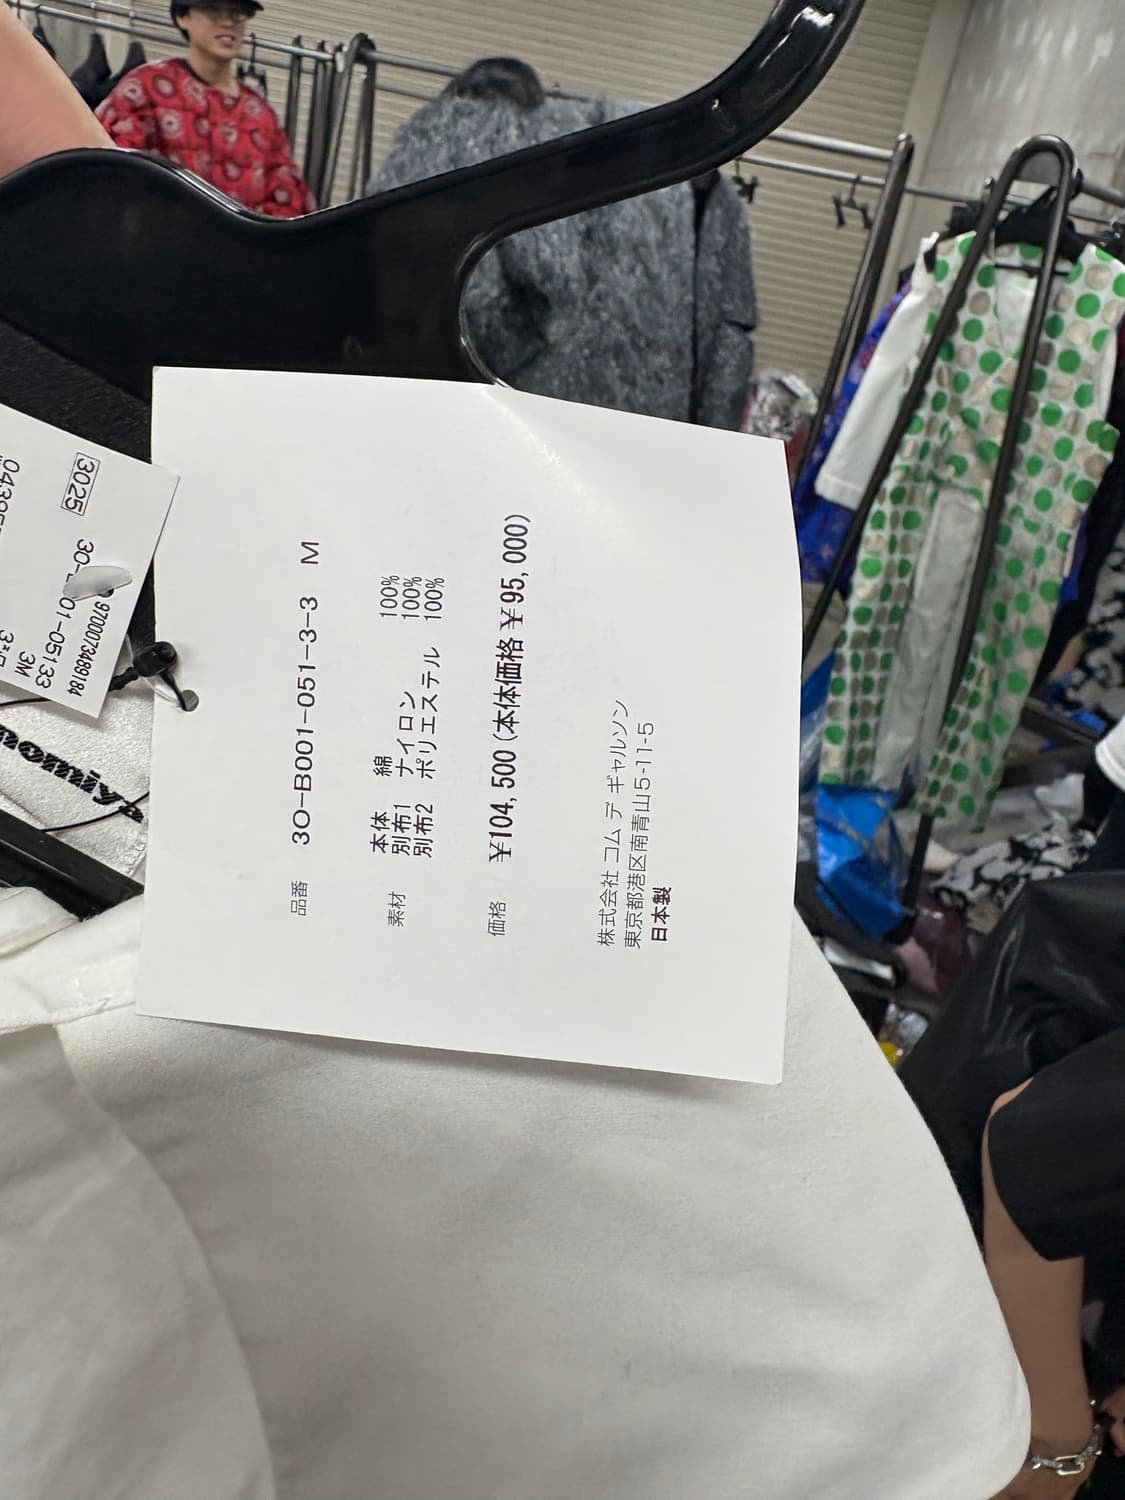 品番 3O-B001-051-3-3 M
素材 本体 綿 100%
別布1 ナイロン 100%
別布2 ポリエステル 100%
価格 ¥104,500(本体価格¥95,000)
株式会社 コム デ ギャルソン
東京都港区南青山5-11-5
日本製
3025
01-05133
3M
9700073489184
nomiya